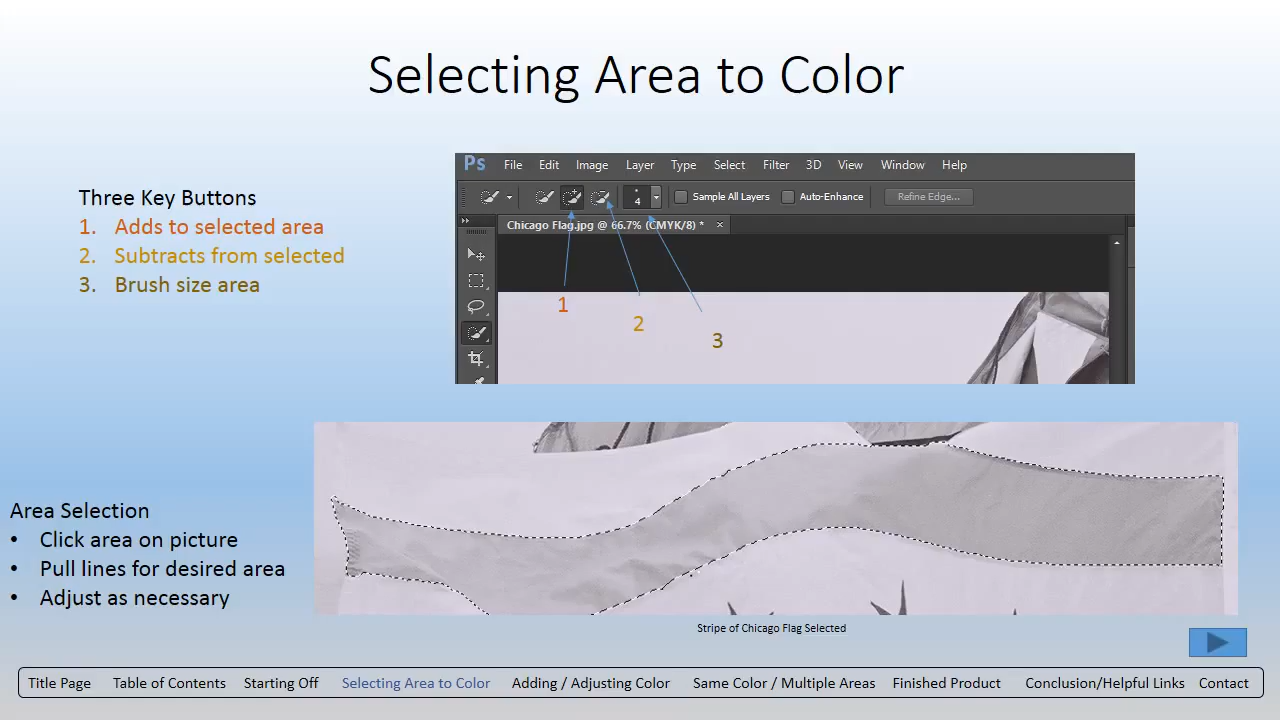 Selecting Area to Color
Three Key Buttons
1. Adds to selected area
2. Subtracts from selected
3. Brush size area
Ps File Edit Image Layer Type Select Filter 3D View Window Help
4 Sample All Layers Auto-Enhance Refine Edge...
Chicago Flag.jpg @ 66.7% (CMYK/8) * ×
1
2
3
Area Selection
• Click area on picture
• Pull lines for desired area
• Adjust as necessary
Stripe of Chicago Flag Selected
Title Page Table of Contents Starting Off Selecting Area to Color Adding / Adjusting Color Same Color / Multiple Areas Finished Product Conclusion/Helpful Links Contact